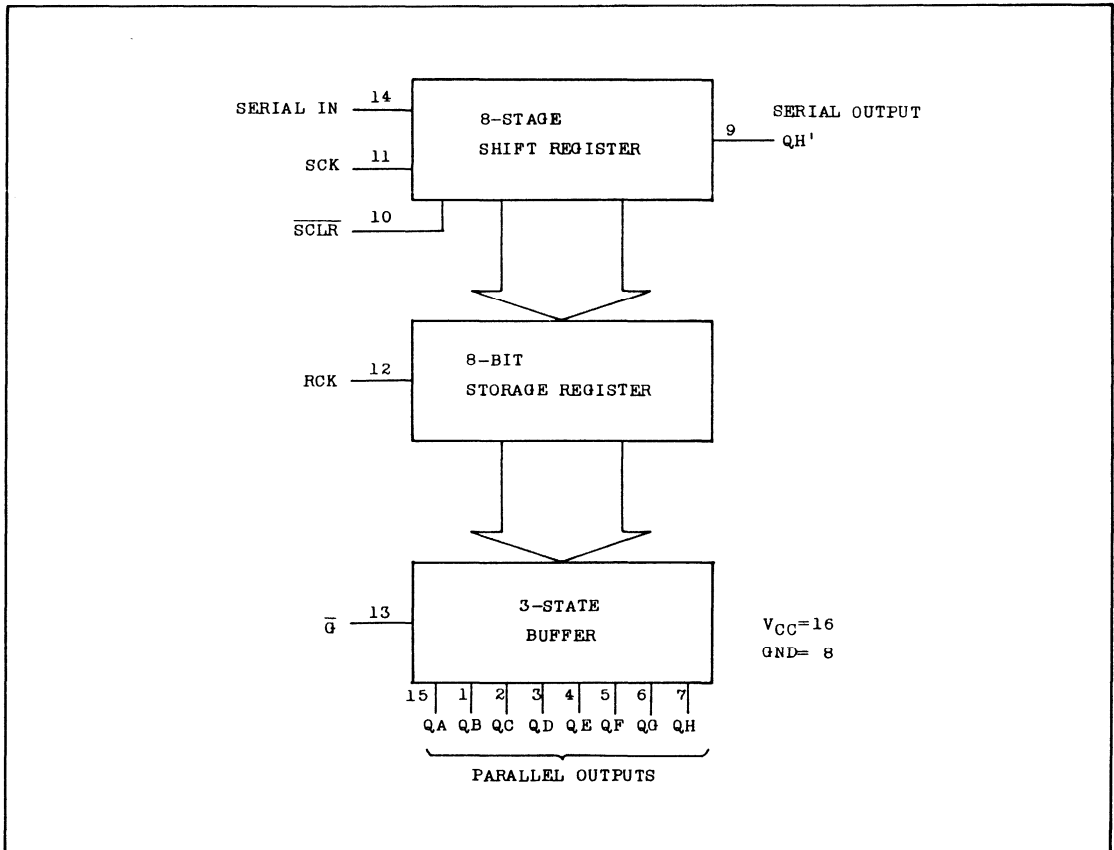 SERIAL IN 14
8-STAGE
SHIFT REGISTER
SERIAL OUTPUT
9 QH'
SCK 11
S̅C̅L̅R̅ 10
RCK 12
8-BIT
STORAGE REGISTER
G̅ 13
3-STATE
BUFFER
VCC=16
GND= 8
15 1 2 3 4 5 6 7
QA QB QC QD QE QF QG QH
PARALLEL OUTPUTS